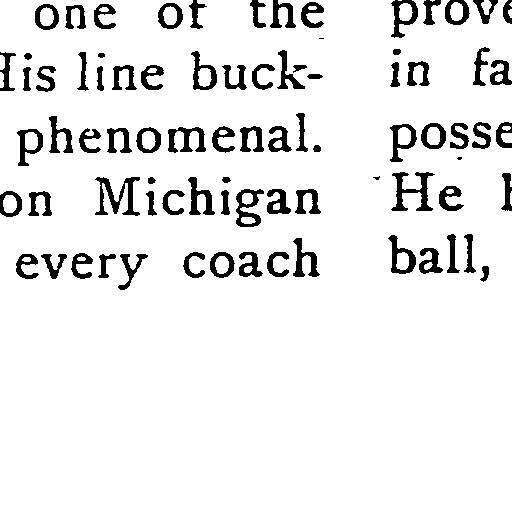 one of the
His line buck-
phenomenal.
on Michigan
every coach
prove
in fa
posse
He h
ball,